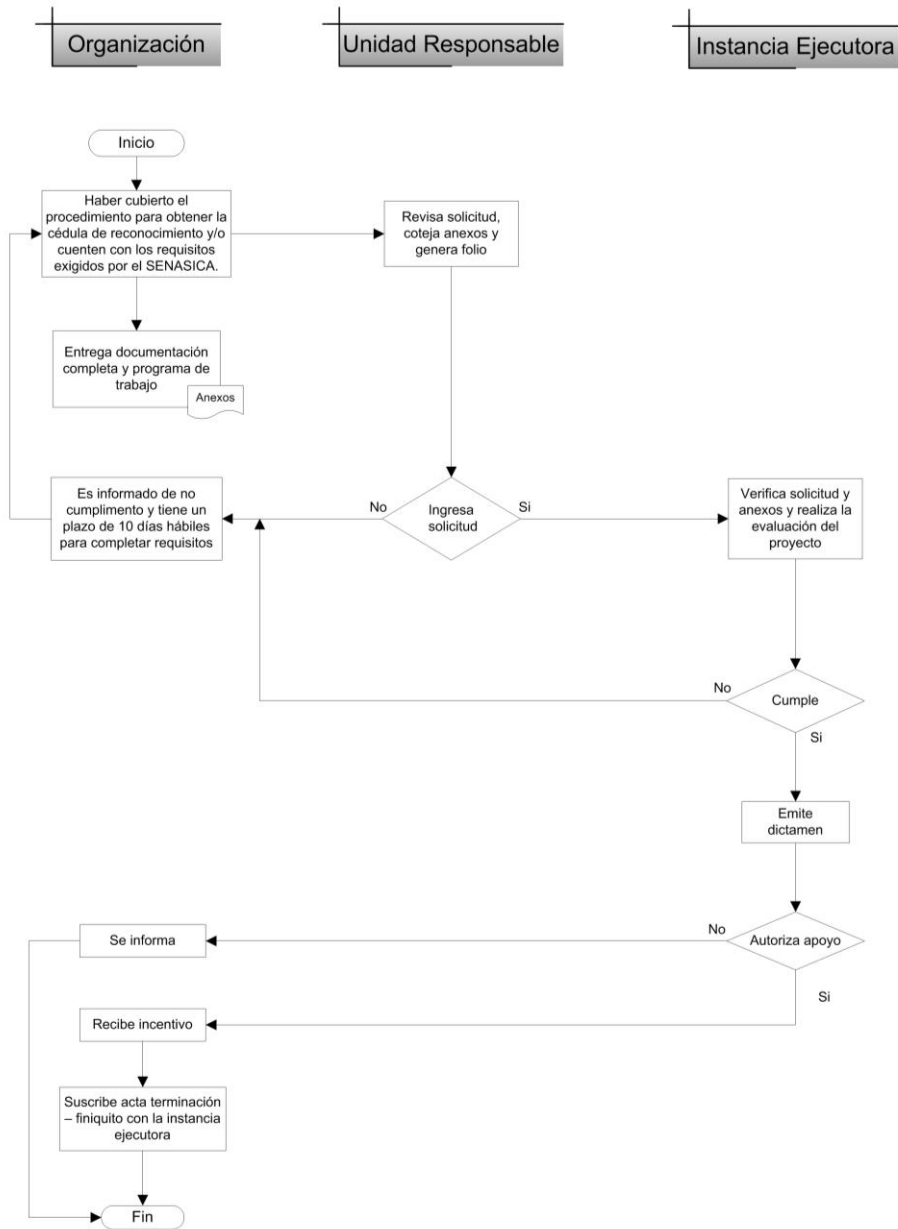 Organización
Unidad Responsable
Instancia Ejecutora
Inicio
Haber cubierto el
procedimiento para obtener la
cédula de reconocimiento y/o
cuenten con los requisitos
exigidos por el SENASICA.
Revisa solicitud,
coteja anexos y
genera folio
Entrega documentación
completa y programa de
trabajo
Anexos
Es informado de no
cumplimento y tiene un
plazo de 10 días hábiles
para completar requisitos
No
Ingresa
solicitud
Si
Verifica solicitud y
anexos y realiza la
evaluación del
proyecto
No
Cumple
Si
Emite
dictamen
Se informa
No
Autoriza apoyo
Si
Recibe incentivo
Suscribe acta terminación
– finiquito con la instancia
ejecutora
Fin